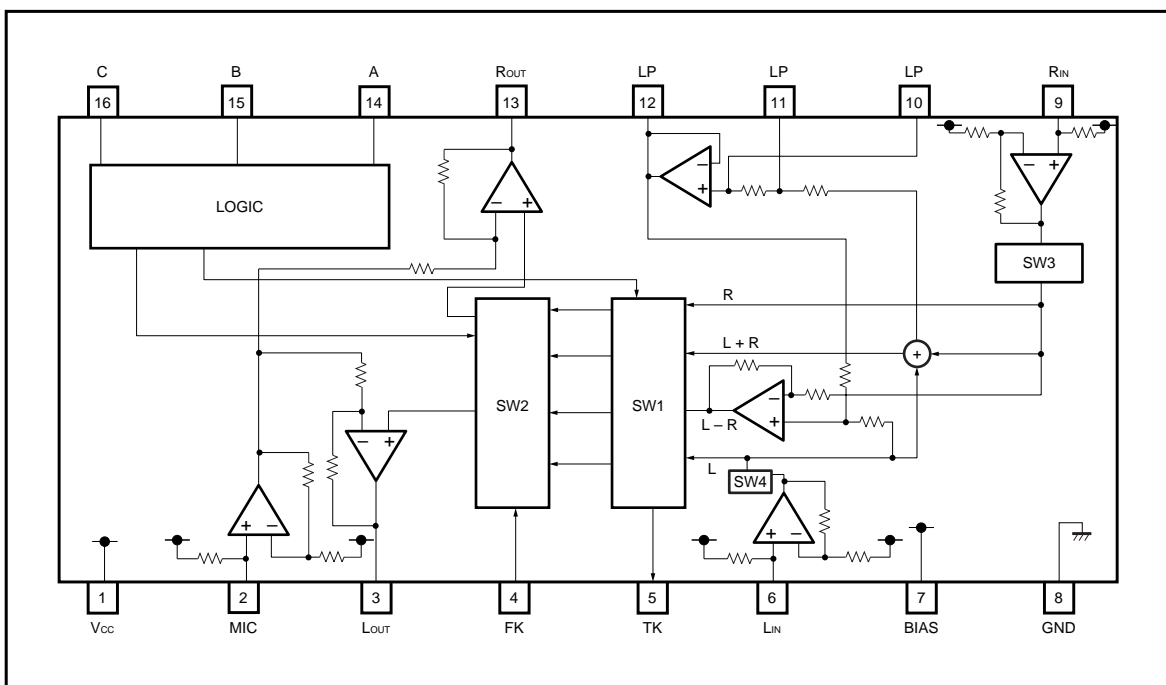 C B A ROUT LP LP LP RIN
16 15 14 13 12 11 10 9
LOGIC
SW3
R
L + R
SW2 SW1
L – R
L
SW4
1 2 3 4 5 6 7 8
VCC MIC LOUT FK TK LIN BIAS GND